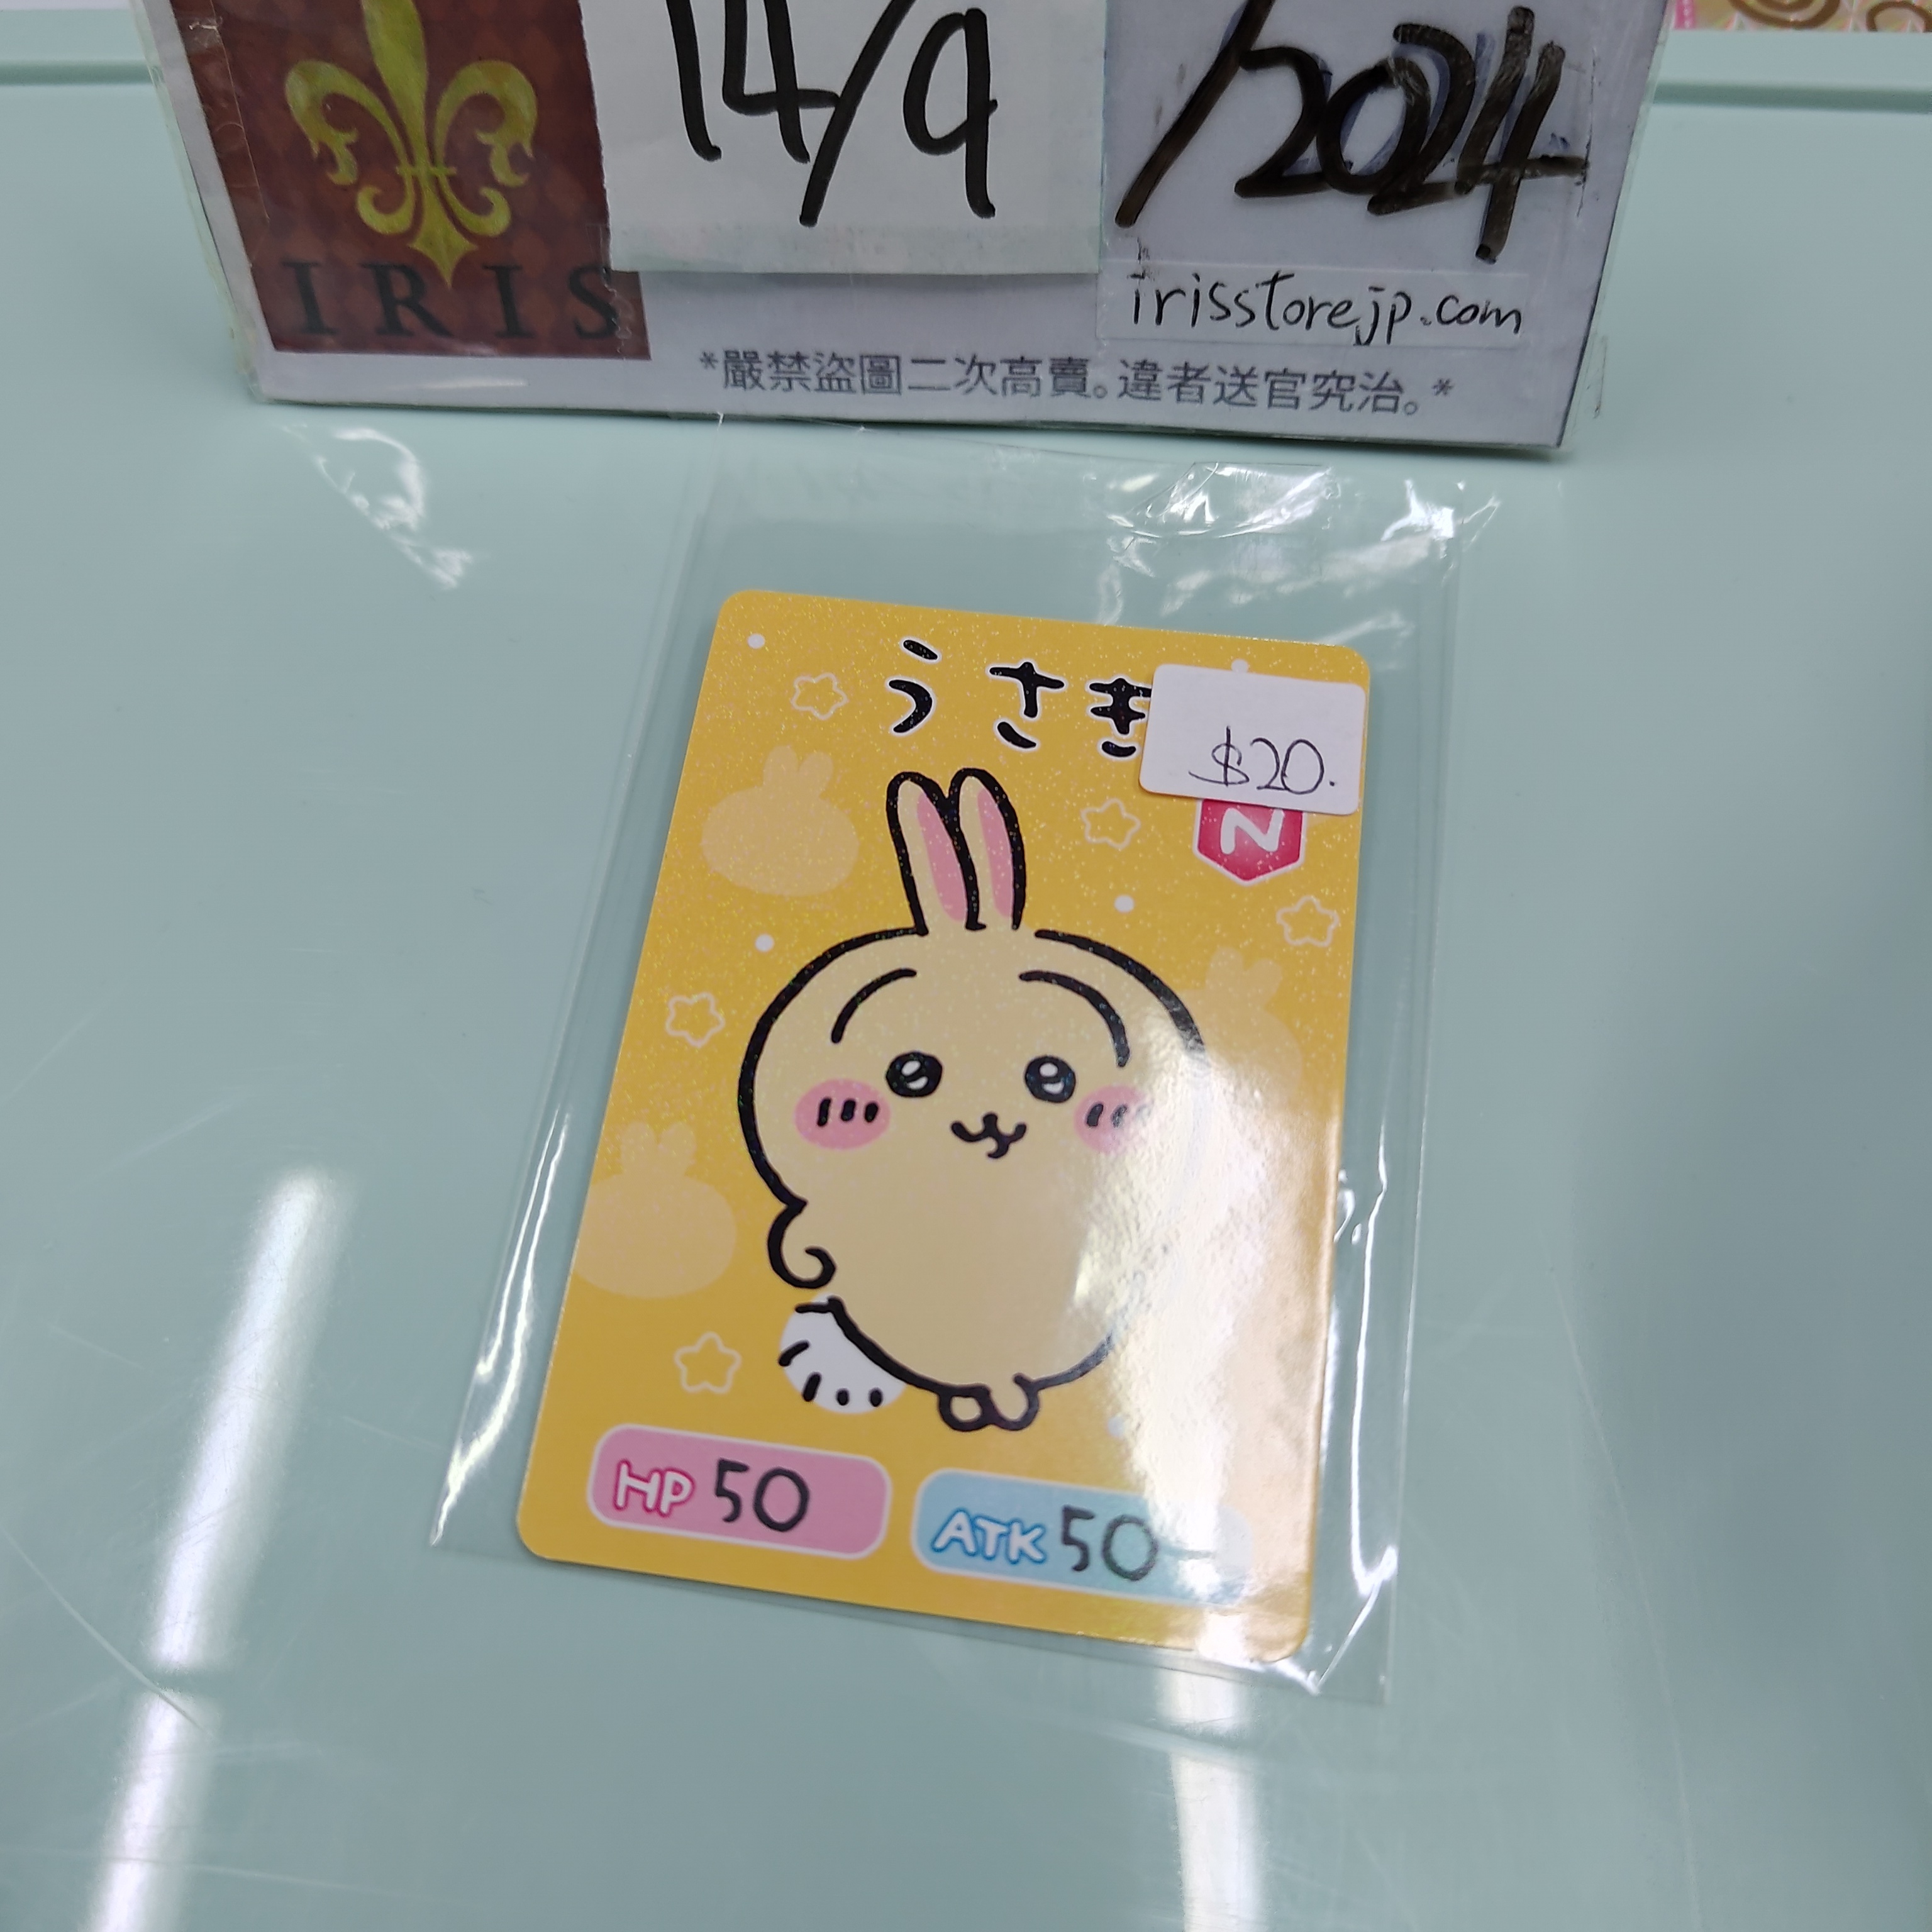 14/9
/2024
IRIS
irisstorejp.com
*嚴禁盜圖二次高賣。違者送官究治。*
うさぎ
$20.
N
HP 50
ATK 50